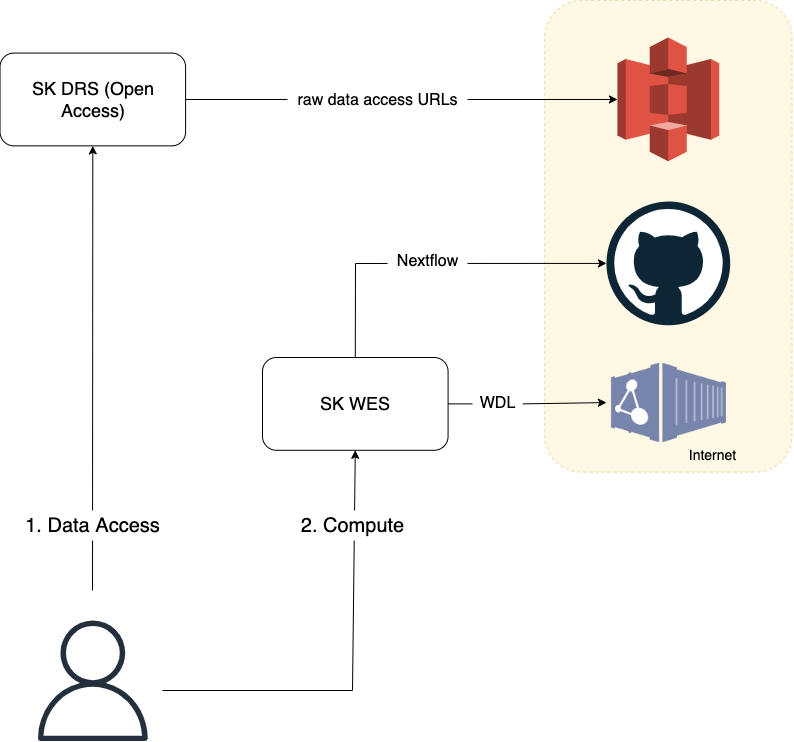 SK DRS (Open
Access)
raw data access URLs
Nextflow
SK WES
WDL
Internet
1. Data Access
2. Compute